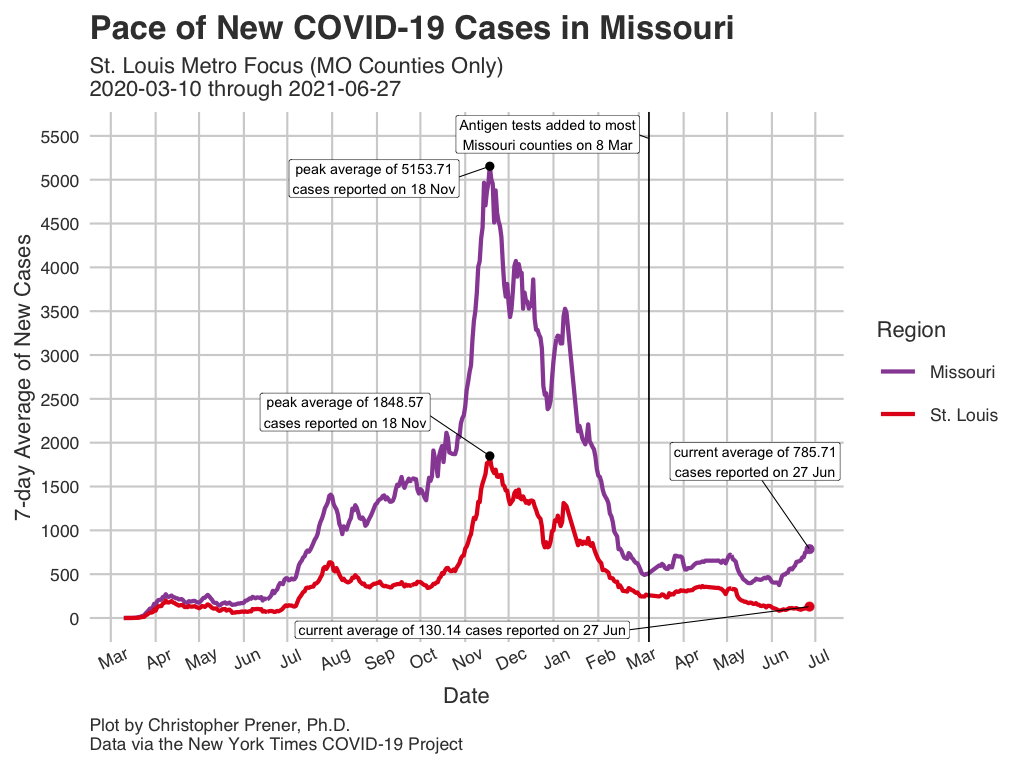 Pace of New COVID-19 Cases in Missouri
St. Louis Metro Focus (MO Counties Only)
2020-03-10 through 2021-06-27
7-day Average of New Cases
5500
5000
4500
4000
3500
3000
2500
2000
1500
1000
500
0
Antigen tests added to most
Missouri counties on 8 Mar
peak average of 5153.71
cases reported on 18 Nov
peak average of 1848.57
cases reported on 18 Nov
current average of 785.71
cases reported on 27 Jun
current average of 130.14 cases reported on 27 Jun
Mar Apr May Jun Jul Aug Sep Oct Nov Dec Jan Feb Mar Apr May Jun Jul
Date
Region
Missouri
St. Louis
Plot by Christopher Prener, Ph.D.
Data via the New York Times COVID-19 Project